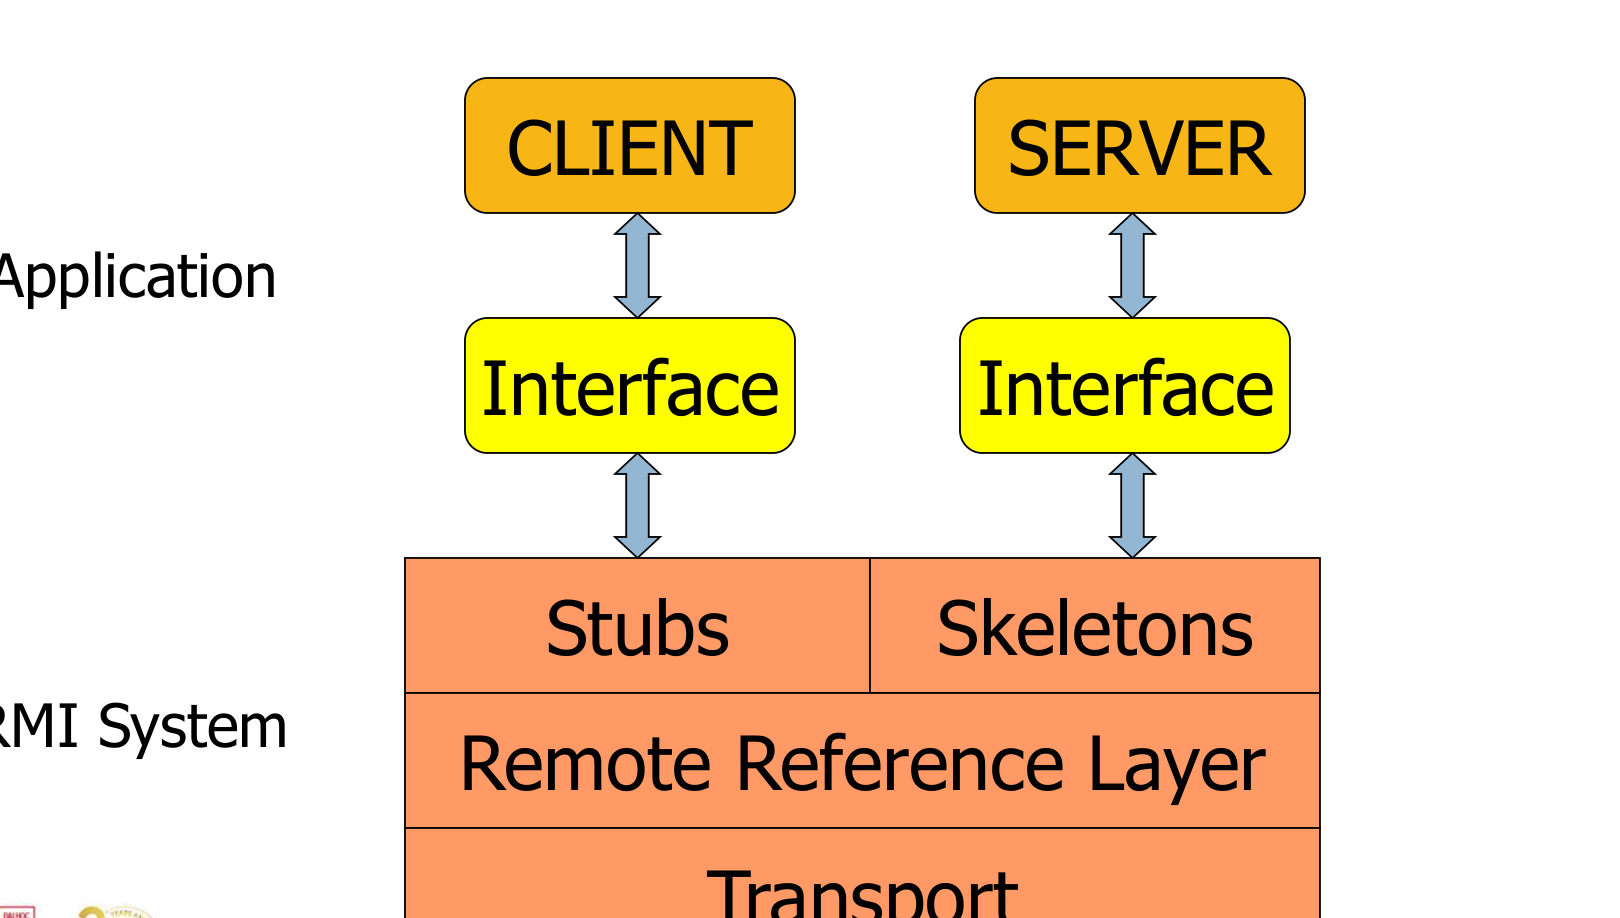 CLIENT SERVER
Application
Interface Interface
Stubs Skeletons
RMI System
Remote Reference Layer
Transport